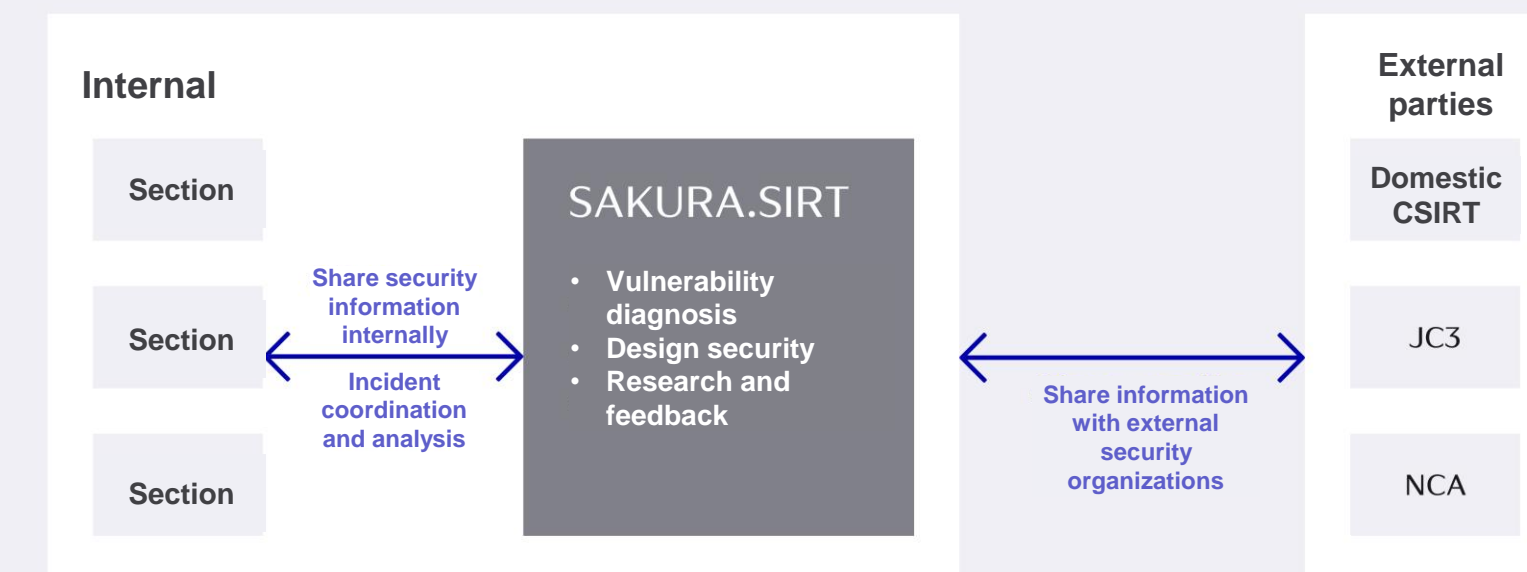 Internal
Section
Section
Section
Share security
information
internally
Incident
coordination
and analysis
SAKURA.SIRT
• Vulnerability
diagnosis
• Design security
• Research and
feedback
Share information
with external
security
organizations
External
parties
Domestic
CSIRT
JC3
NCA